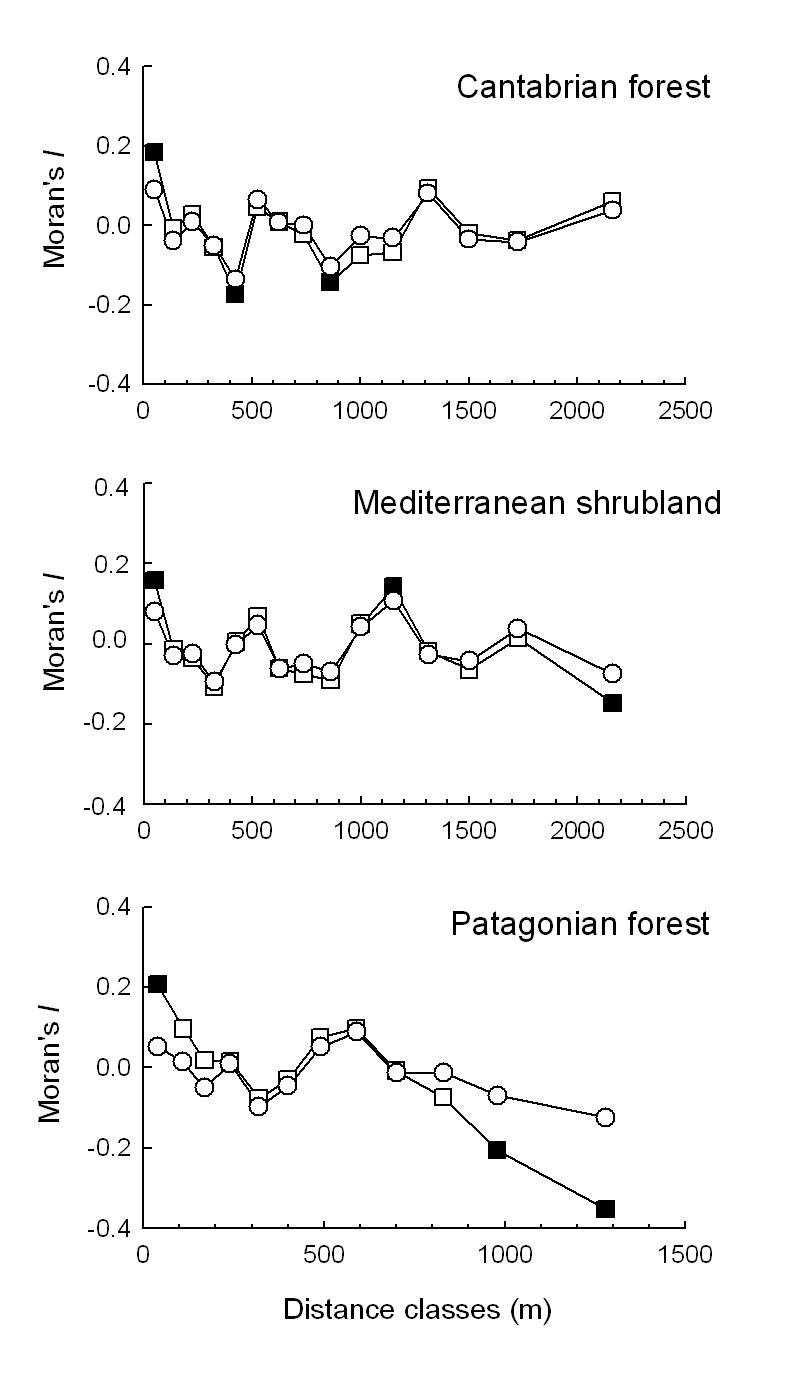 Cantabrian forest
0.4
0.2
0.0
-0.2
-0.4
Moran's I
0 500 1000 1500 2000 2500
Mediterranean shrubland
0.4
0.2
0.0
-0.2
-0.4
Moran's I
0 500 1000 1500 2000 2500
Patagonian forest
0.4
0.2
0.0
-0.2
-0.4
Moran's I
0 500 1000 1500
Distance classes (m)